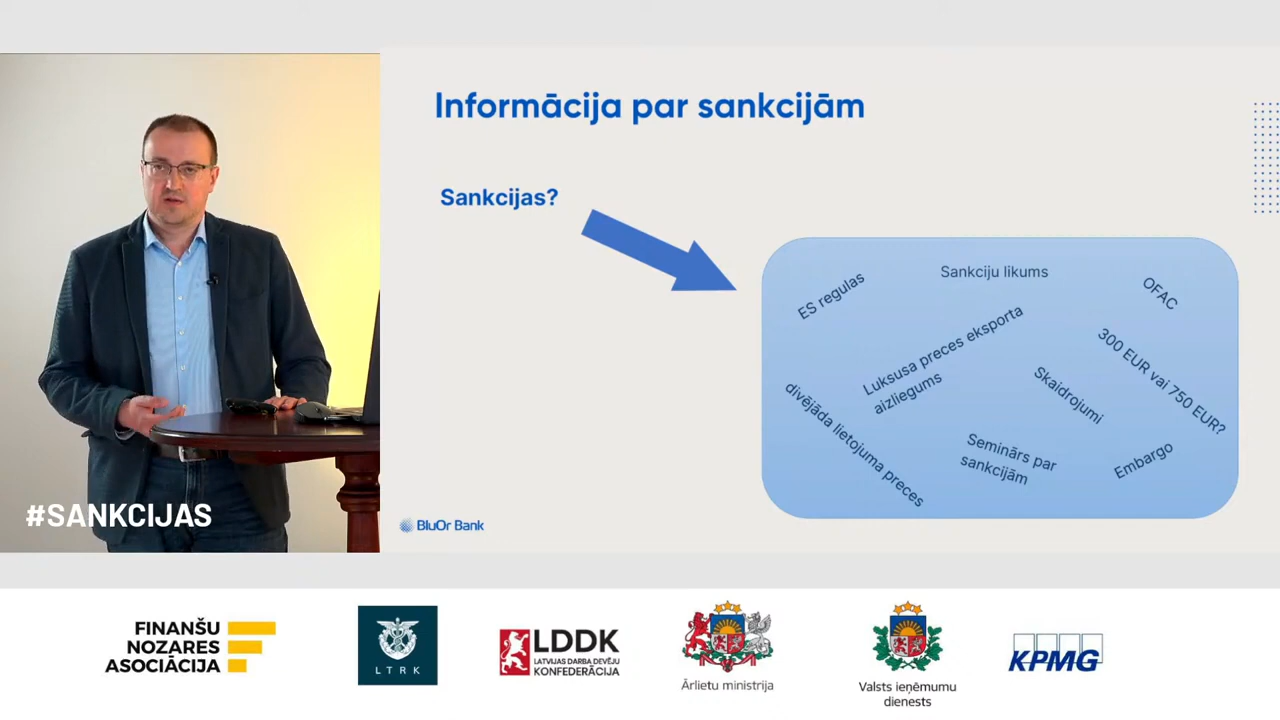 Informācija par sankcijām
Sankcijas?
ES regulas
Sankciju likums
OFAC
Luksusa preces eksporta
aizliegums
300 EUR vai 750 EUR?
Skaidrojumi
divējāda lietojuma preces
Seminārs par
sankcijām
Embargo
#SANKCIJAS
BluOr Bank
FINANŠU
NOZARES
ASOCIĀCIJA
LTRK
LDDK
LATVIJAS DARBA DEVĒJU
KONFEDERĀCIJA
Ārlietu ministrija
Valsts ieņēmumu
dienests
KPMG